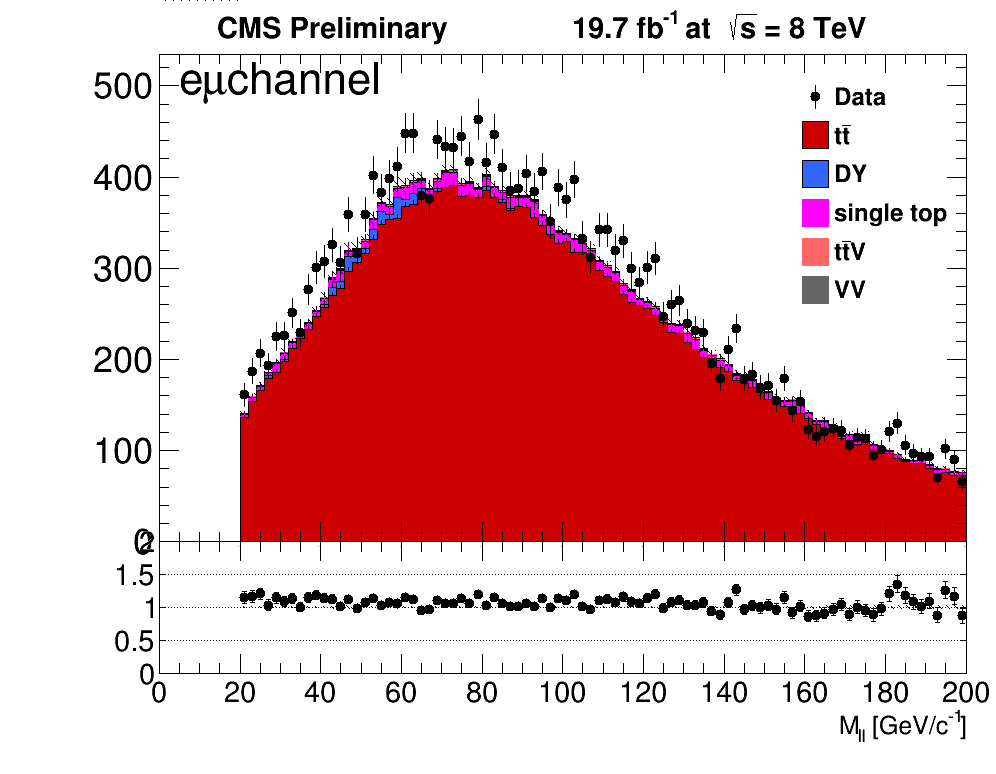 CMS Preliminary 19.7 fb⁻¹ at √s = 8 TeV
eμchannel
Data
tt̄
DY
single top
tt̄V
VV
500
400
300
200
100
0
2
1.5
1
0.5
0
0 20 40 60 80 100 120 140 160 180 200
M_ll [GeV/c⁻¹]